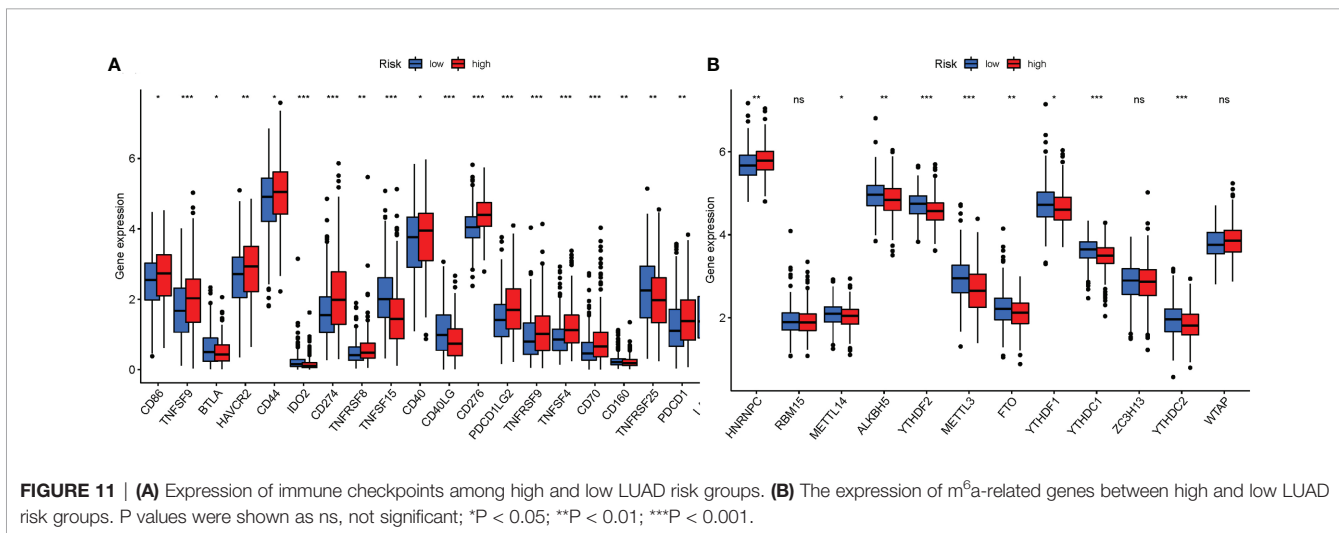 A
Risk low high
* *** * ** * *** *** ** *** * *** *** *** *** *** *** ** ** **
Gene expression
6
4
2
0
CD86 TNFSF9 BTLA HAVCR2 CD44 IDO2 CD274 TNFRSF8 TNFSF15 CD40 CD40LG CD276 PDCD1LG2 TNFRSF9 TNFSF4 CD70 CD160 TNFRSF25 PDCD1
B
Risk low high
** ns * ** *** *** ** * *** ns *** ns
Gene expression
6
4
2
HNRNPC RBM15 METTL14 ALKBH5 YTHDF2 METTL3 FTO YTHDF1 YTHDC1 ZC3H13 YTHDC2 WTAP
FIGURE 11 | (A) Expression of immune checkpoints among high and low LUAD risk groups. (B) The expression of m⁶a-related genes between high and low LUAD
risk groups. P values were shown as ns, not significant; *P < 0.05; **P < 0.01; ***P < 0.001.